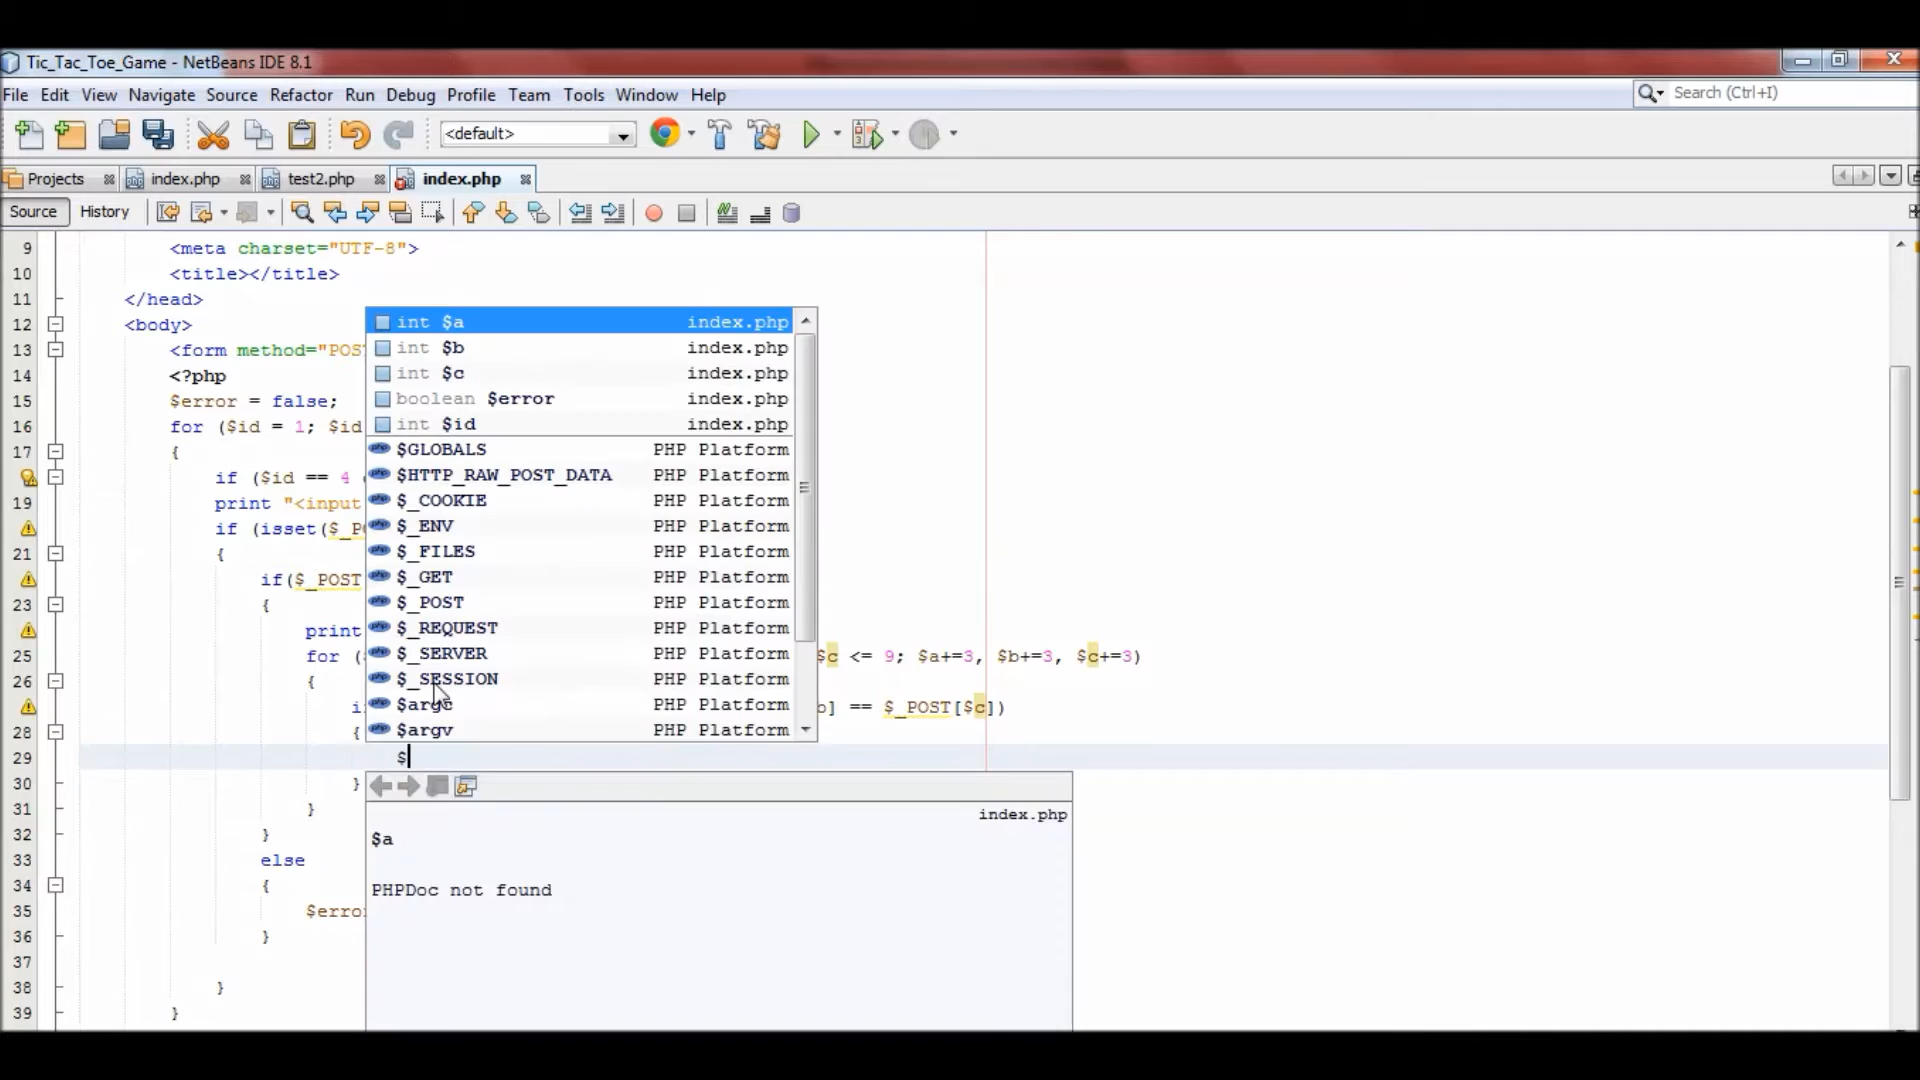 Tic_Tac_Toe_Game - NetBeans IDE 8.1
File Edit View Navigate Source Refactor Run Debug Profile Team Tools Window Help
Search (Ctrl+I)
<default>
Projects index.php test2.php index.php
Source History
9 <meta charset="UTF-8">
10 <title></title>
11 </head>
12 <body>
13 <form method="POS
14 <?php
15 $error = false;
16 for ($id = 1; $id
17 {
if ($id == 4
19 print "<input
if (isset($_P
21 {
if($_POST
23 {
print
25 for ( $c <= 9; $a+=3, $b+=3, $c+=3)
26 {
] == $_POST[$c])
28 {
29 $
30 }
31 }
32 }
33 else
34 {
35 $erro
36 }
37
38 }
39 }
int $a index.php
int $b index.php
int $c index.php
boolean $error index.php
int $id index.php
$GLOBALS PHP Platform
$HTTP_RAW_POST_DATA PHP Platform
$_COOKIE PHP Platform
$_ENV PHP Platform
$_FILES PHP Platform
$_GET PHP Platform
$_POST PHP Platform
$_REQUEST PHP Platform
$_SERVER PHP Platform
$_SESSION PHP Platform
$argc PHP Platform
$argv PHP Platform
index.php
$a
PHPDoc not found